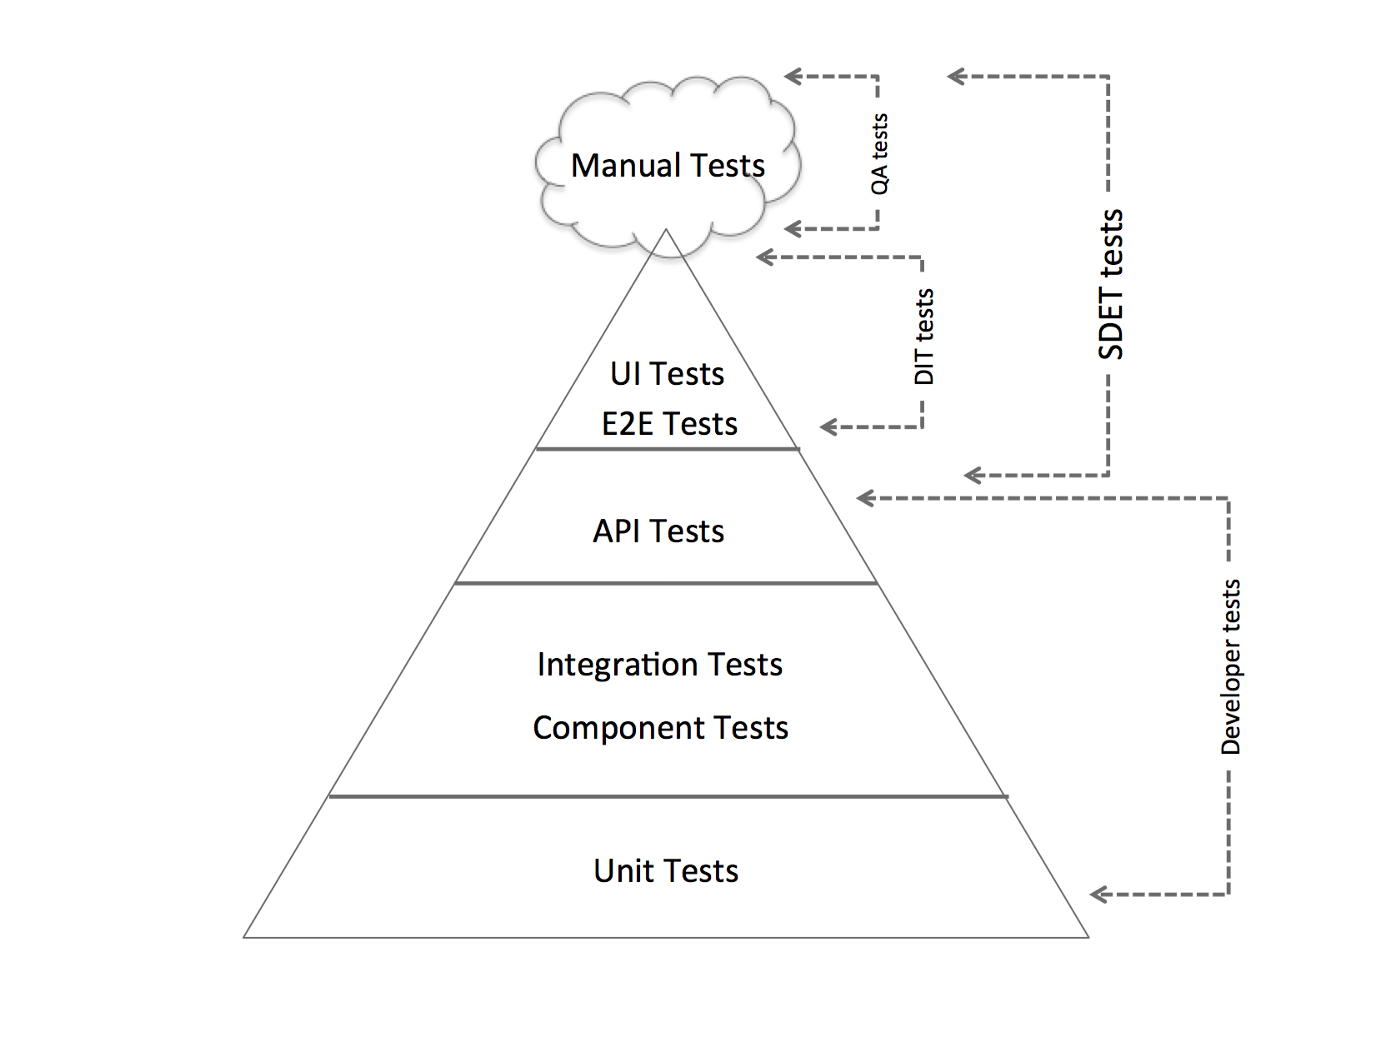 Manual Tests
QA tests
SDET tests
DIT tests
UI Tests
E2E Tests
API Tests
Developer tests
Integration Tests
Component Tests
Unit Tests